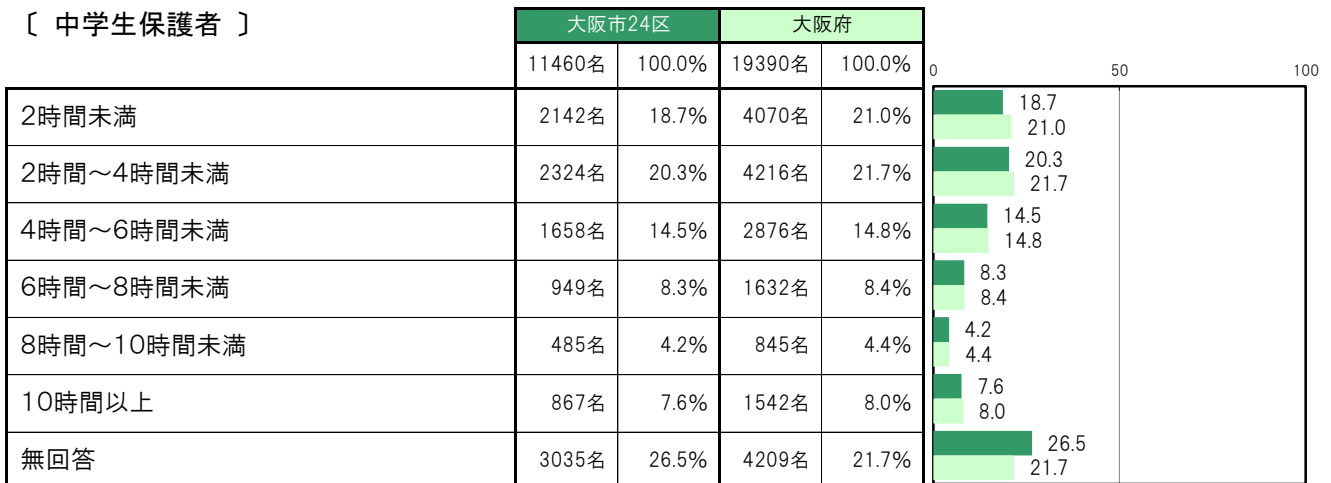 〔 中学生保護者 〕
大阪市24区 大阪府
11460名 100.0% 19390名 100.0%
0 50 100
2時間未満 2142名 18.7% 4070名 21.0% 18.7
21.0
2時間～4時間未満 2324名 20.3% 4216名 21.7% 20.3
21.7
4時間～6時間未満 1658名 14.5% 2876名 14.8% 14.5
14.8
6時間～8時間未満 949名 8.3% 1632名 8.4% 8.3
8.4
8時間～10時間未満 485名 4.2% 845名 4.4% 4.2
4.4
10時間以上 867名 7.6% 1542名 8.0% 7.6
8.0
無回答 3035名 26.5% 4209名 21.7% 26.5
21.7